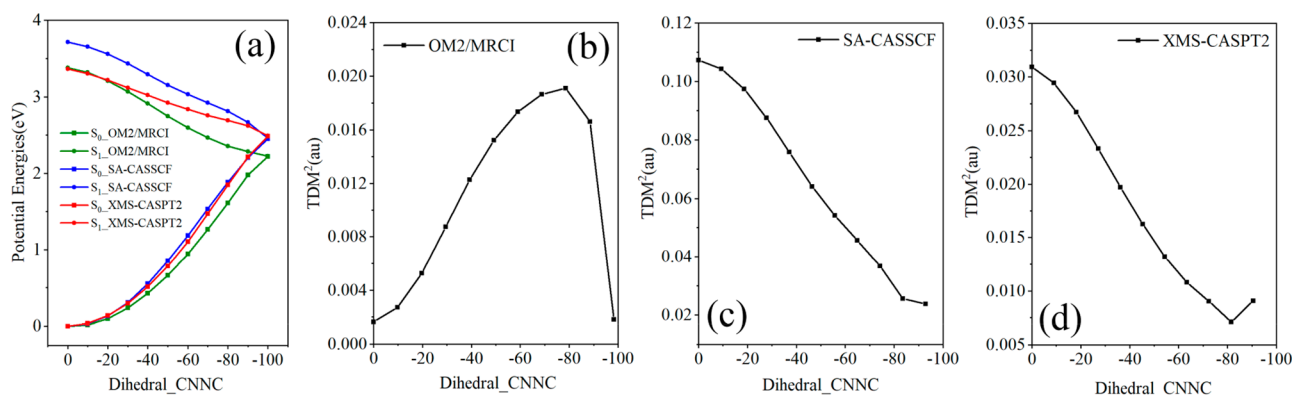 (a)
4
3
2
1
0
Potential Energies(eV)
S0_OM2/MRCI
S1_OM2/MRCI
S0_SA-CASSCF
S1_SA-CASSCF
S0_XMS-CASPT2
S1_XMS-CASPT2
0 -20 -40 -60 -80 -100
Dihedral_CNNC
(b)
OM2/MRCI
0.024
0.020
0.016
0.012
0.008
0.004
0.000
TDM²(au)
0 -20 -40 -60 -80 -100
Dihedral_CNNC
(c)
SA-CASSCF
0.12
0.10
0.08
0.06
0.04
0.02
TDM²(au)
0 -20 -40 -60 -80 -100
Dihedral_CNNC
(d)
XMS-CASPT2
0.035
0.030
0.025
0.020
0.015
0.010
0.005
TDM²(au)
0 -20 -40 -60 -80 -100
Dihedral CNNC